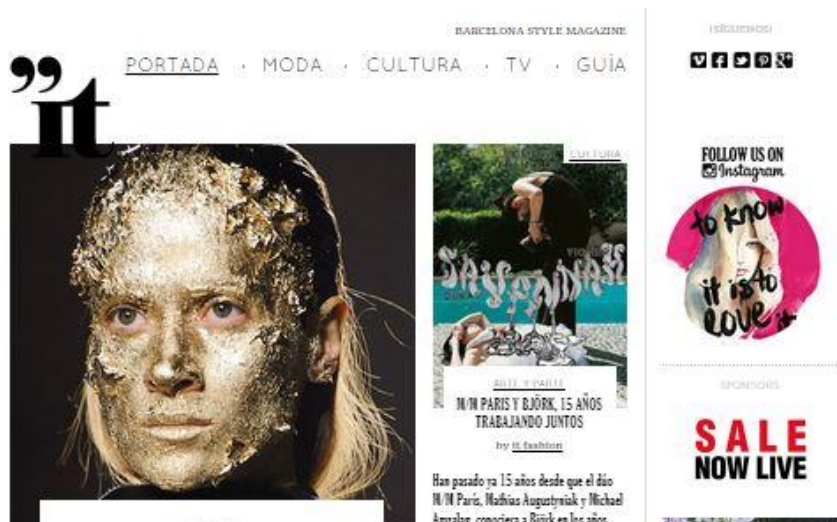 BARCELONA STYLE MAGAZINE
”it
PORTADA · MODA · CULTURA · TV · GUÍA
CULTURA
SAVANNAH
ARTE Y PARTE
M/M PARIS Y BJÖRK, 15 AÑOS
TRABAJANDO JUNTOS
by it fashion
Han pasado ya 15 años desde que el dúo
M/M Paris, Mathias Augustyniak y Michael
Amzalag, conociera a Björk en los años
¡SÍGUENOS!
FOLLOW US ON
Instagram
to know
it is to
love it
SPONSORS
SALE
NOW LIVE